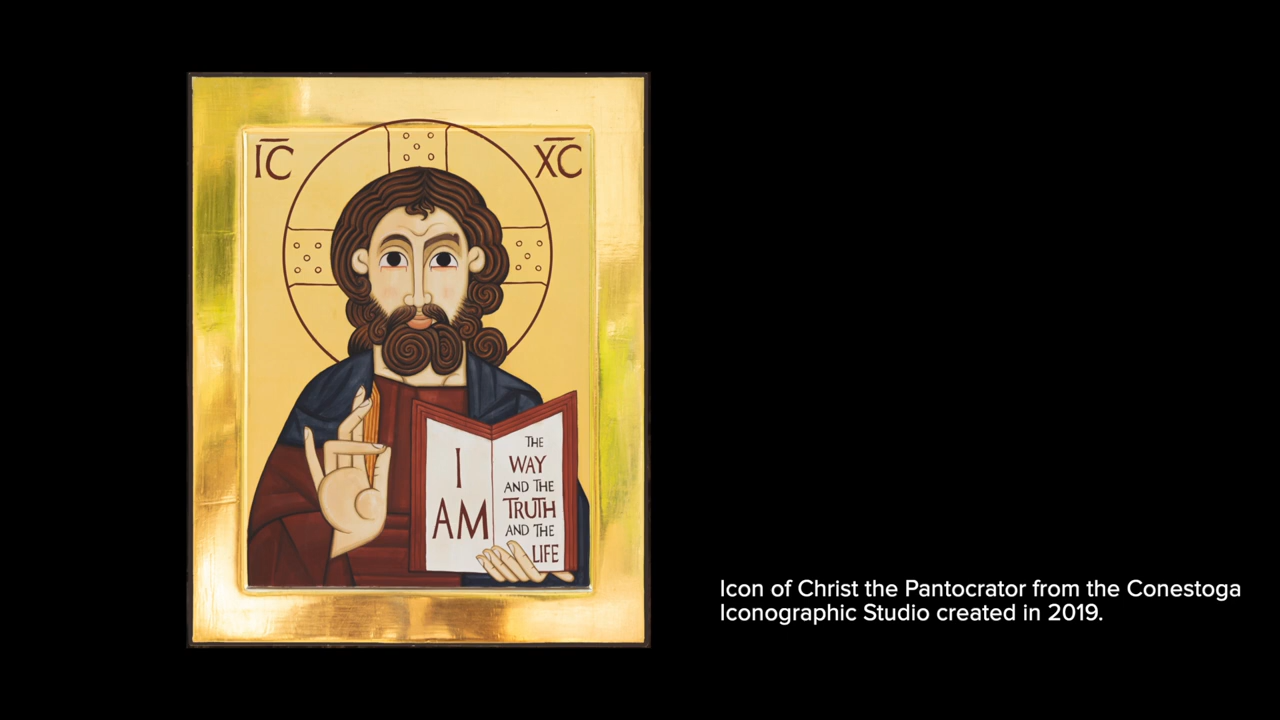 IC XC
I
AM
THE
WAY
AND THE
TRUTH
AND THE
LIFE
Icon of Christ the Pantocrator from the Conestoga
Iconographic Studio created in 2019.